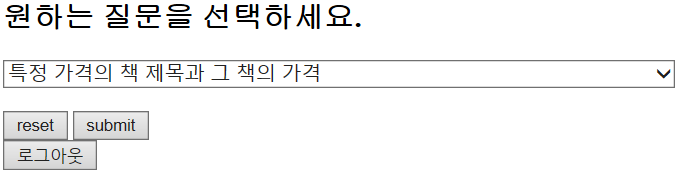 원하는 질문을 선택하세요.
특정 가격의 책 제목과 그 책의 가격
reset submit
로그아웃